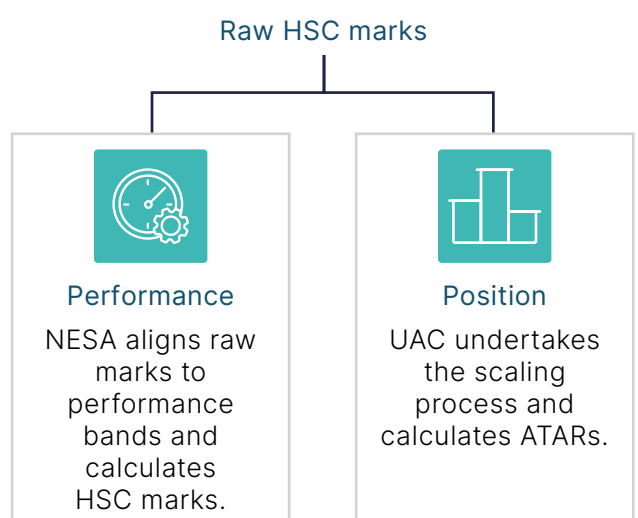 Raw HSC marks
Performance
NESA aligns raw
marks to
performance
bands and
calculates
HSC marks.
Position
UAC undertakes
the scaling
process and
calculates ATARs.